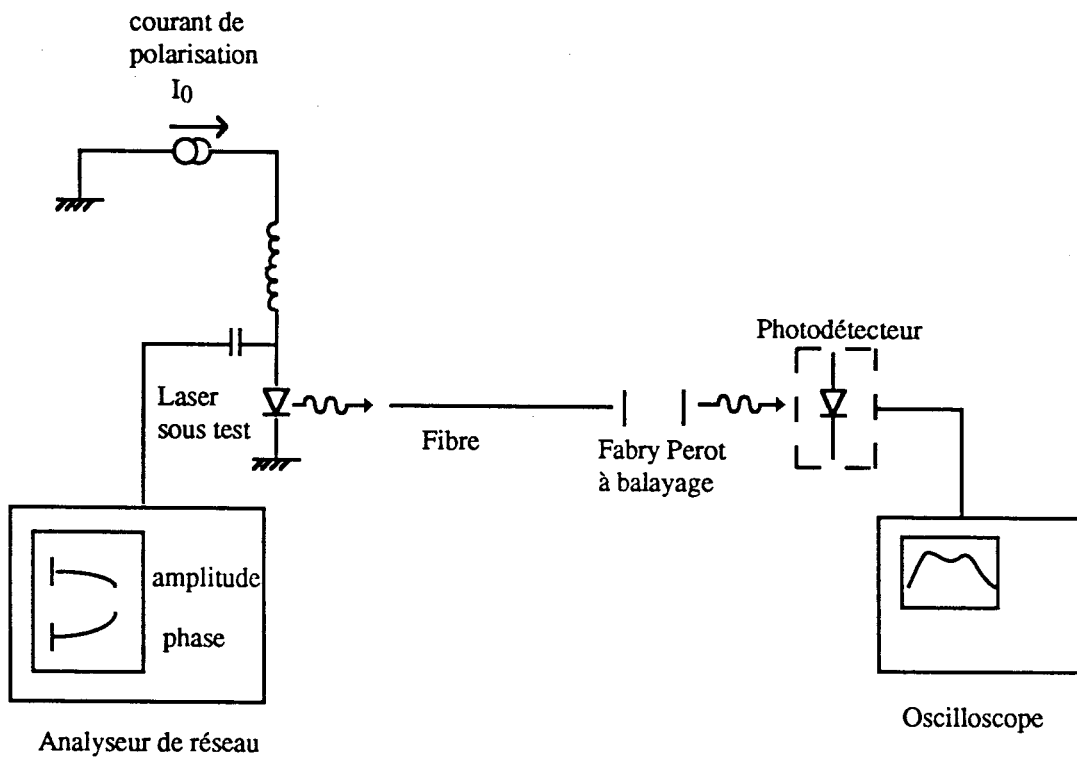 courant de
polarisation
I0
Photodétecteur
Laser
sous test
Fibre
Fabry Perot
à balayage
amplitude
phase
Oscilloscope
Analyseur de réseau